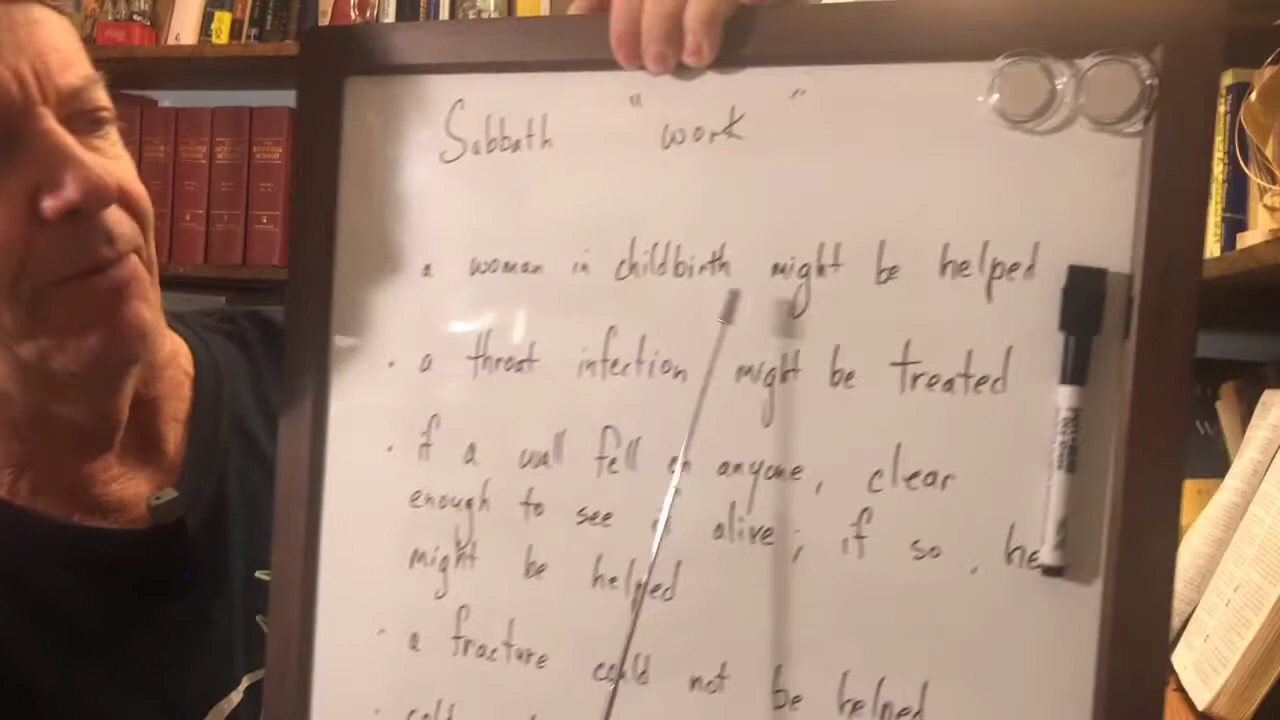 Sabbath "work"
a woman in childbirth might be helped
· a throat infection might be treated
· if a wall fell on anyone, clear
enough to see if alive; if so, he
might be helped
· a fracture could not be helped